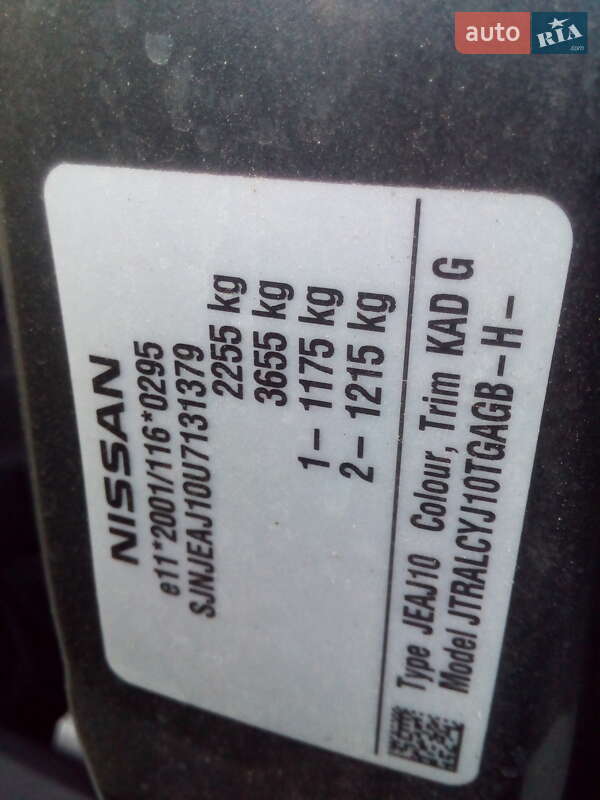 auto RIA .com
NISSAN
e11*2001/116*0295
SJNJEAJ10U7131379
2255 kg
3655 kg
1- 1175 kg
2- 1215 kg
Type JEAJ10 Colour, Trim KAD G
Model JTRALCYJ10TGAGB-H-